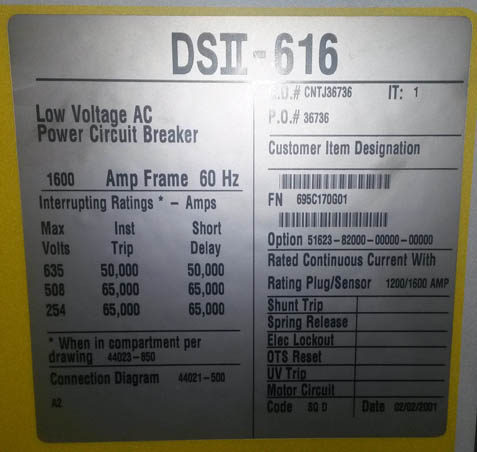 DSII-616
Low Voltage AC
Power Circuit Breaker
1600 Amp Frame 60 Hz
Interrupting Ratings * - Amps
Max Inst Short
Volts Trip Delay
635 50,000 50,000
508 65,000 65,000
254 65,000 65,000
* When in compartment per
drawing 44023-850
Connection Diagram 44021-500
A2
.O.# CNTJ36736 IT: 1
P.O.# 36736
Customer Item Designation
FN 695C170G01
Option 51623-82000-00000-00000
Rated Continuous Current With
Rating Plug/Sensor 1200/1600 AMP
Shunt Trip
Spring Release
Elec Lockout
OTS Reset
UV Trip
Motor Circuit
Code SG D Date 02/02/2001